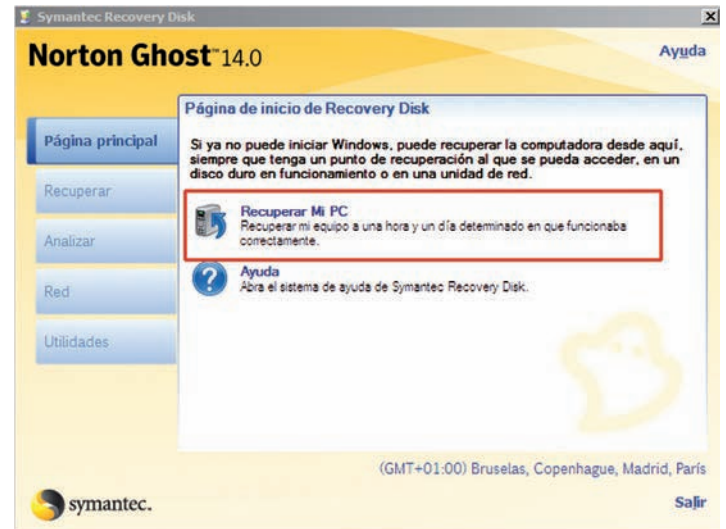 Symantec Recovery Disk
Norton Ghost™ 14.0
Ayuda
Página de inicio de Recovery Disk
Página principal
Recuperar
Analizar
Red
Utilidades
Si ya no puede iniciar Windows, puede recuperar la computadora desde aquí,
siempre que tenga un punto de recuperación al que se pueda acceder, en un
disco duro en funcionamiento o en una unidad de red.
Recuperar Mi PC
Recuperar mi equipo a una hora y un día determinado en que funcionaba
correctamente.
Ayuda
Abra el sistema de ayuda de Symantec Recovery Disk.
(GMT+01:00) Bruselas, Copenhague, Madrid, París
symantec.
Salir